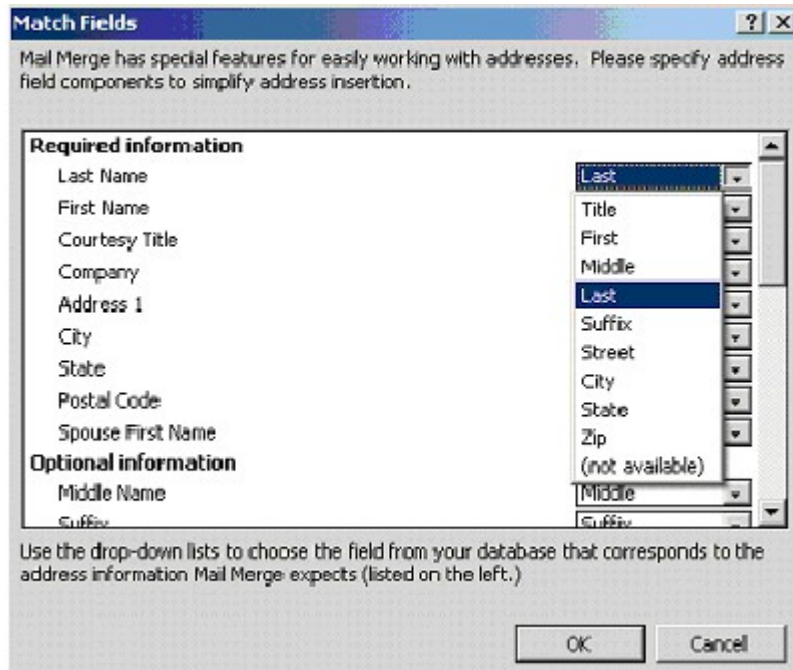 Match Fields
Mail Merge has special features for easily working with addresses. Please specify address
field components to simplify address insertion.
Required information
Last Name
Last
First Name
Title
Courtesy Title
First
Company
Middle
Address 1
Last
City
Suffix
State
Street
Postal Code
City
Spouse First Name
State
Zip
Optional information
(not available)
Middle Name
Middle
Suffix
Suffix
Use the drop-down lists to choose the field from your database that corresponds to the
address information Mail Merge expects (listed on the left.)
OK
Cancel